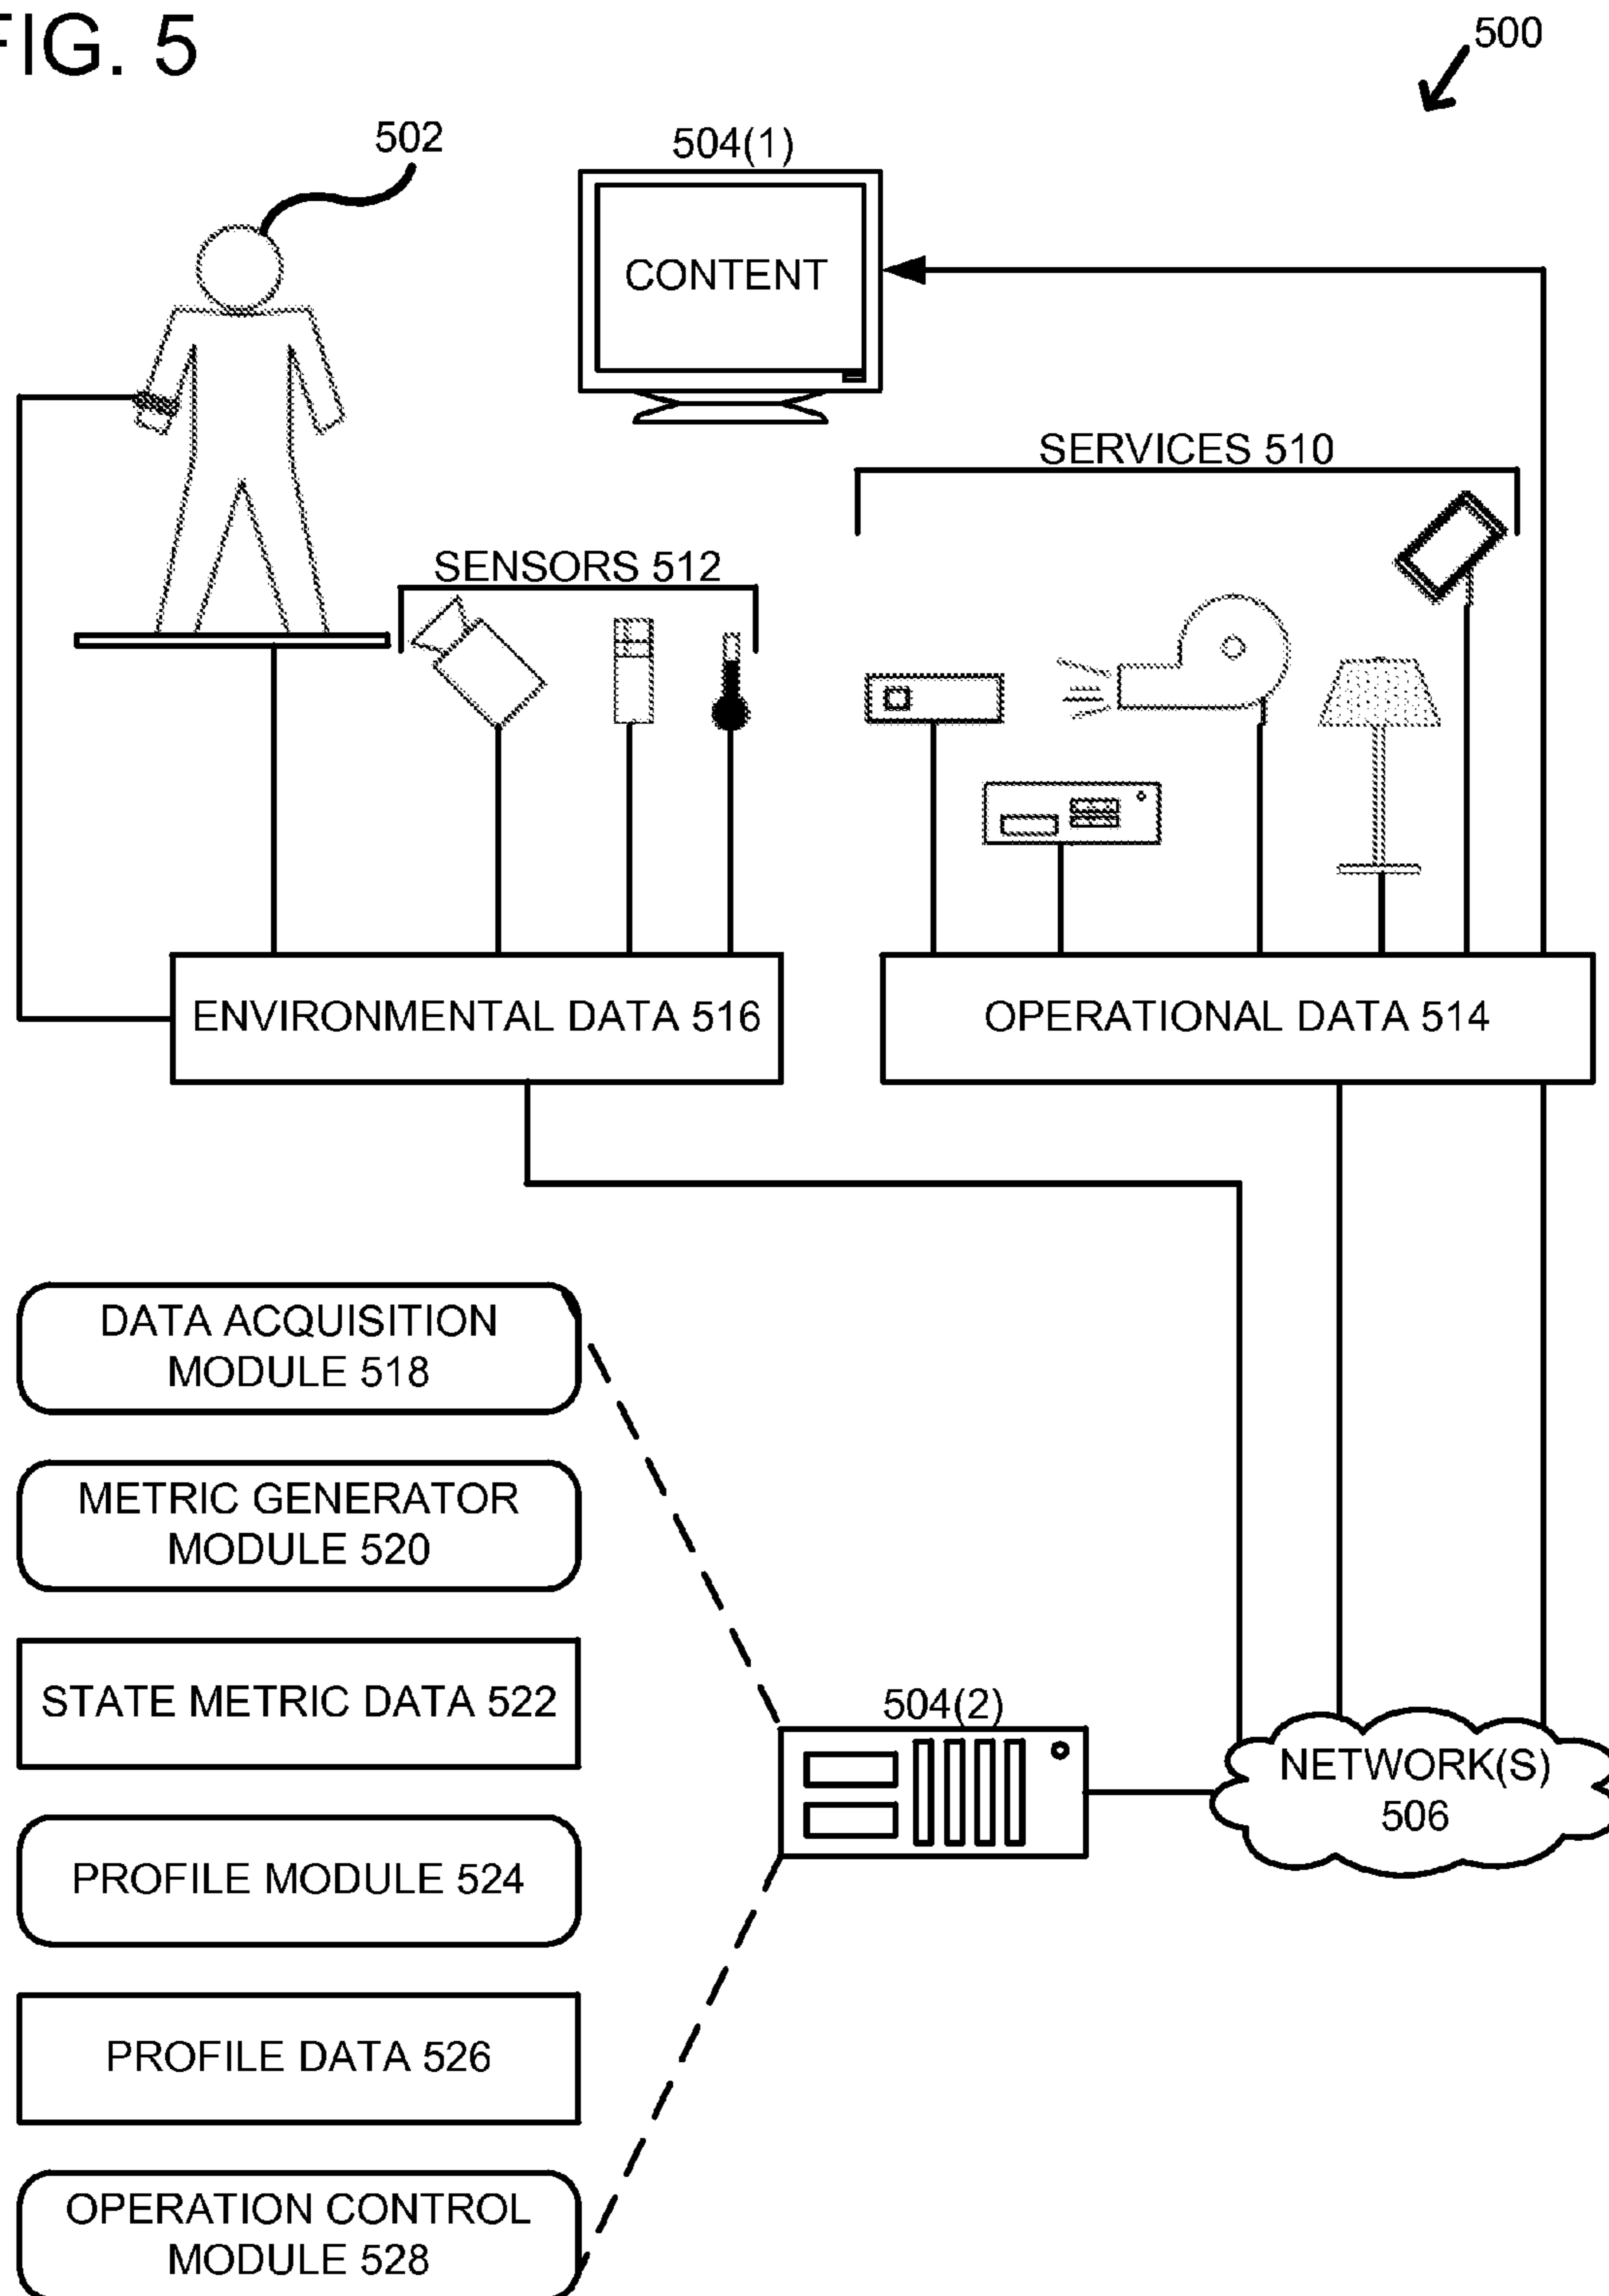 FIG. 5
500
502
504(1)
CONTENT
SERVICES 510
SENSORS 512
ENVIRONMENTAL DATA 516
OPERATIONAL DATA 514
DATA ACQUISITION
MODULE 518
METRIC GENERATOR
MODULE 520
STATE METRIC DATA 522
504(2)
NETWORK(S)
506
PROFILE MODULE 524
PROFILE DATA 526
OPERATION CONTROL
MODULE 528